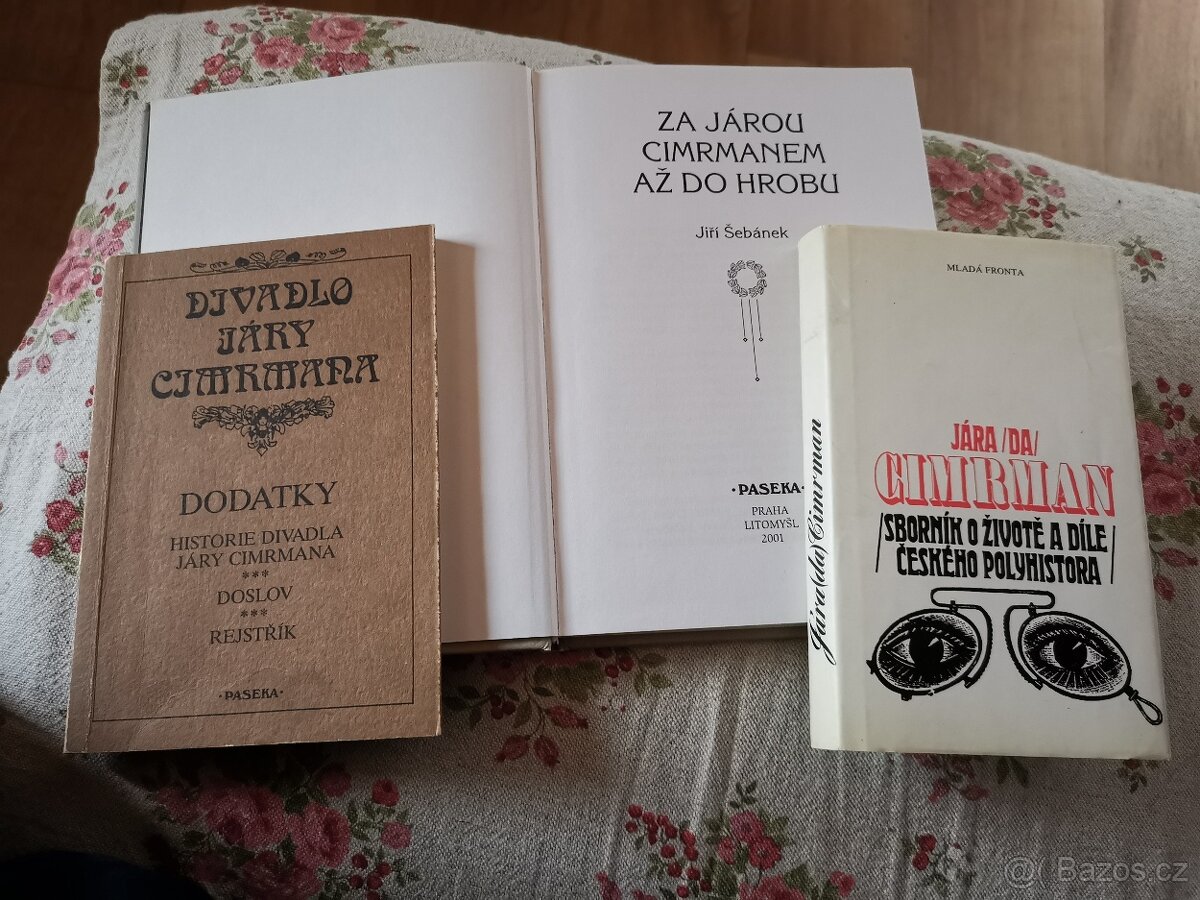 ZA JÁROU
CIMRMANEM
AŽ DO HROBU
Jiří Šebánek
·PASEKA·
PRAHA
LITOMYŠL
2001
DIVADLO
JÁRY
CIMRMANA
DODATKY
HISTORIE DIVADLA
JÁRY CIMRMANA
***
DOSLOV
***
REJSTŘÍK
·PASEKA·
Jára(da)Cimrman
MLADÁ FRONTA
JÁRA /DA/
CIMRMAN
/SBORNÍK O ŽIVOTĚ A DÍLE/
/ČESKÉHO POLYHISTORA/
@ Bazos.cz